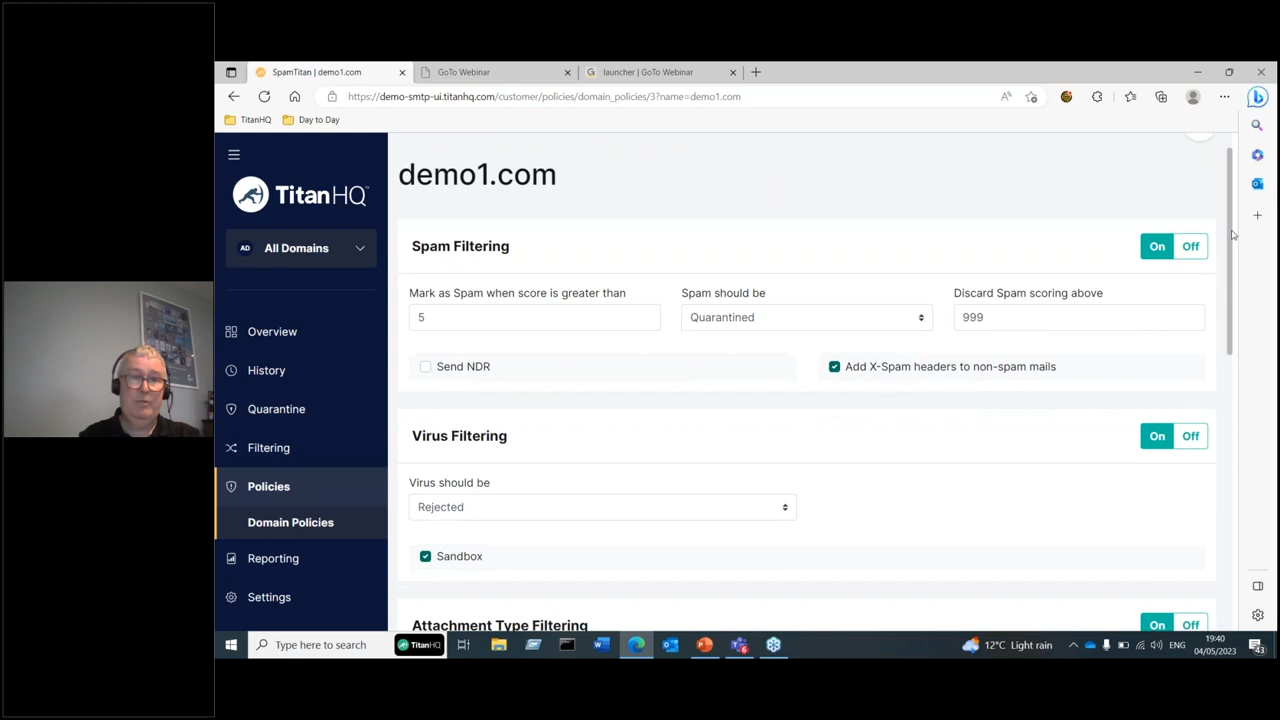 SpamTitan | demo1.com
GoTo Webinar
launcher | GoTo Webinar
https://demo-smtp-ui.titanhq.com/customer/policies/domain_policies/3?name=demo1.com
TitanHQ
Day to Day
TitanHQ™
AD All Domains
Overview
History
Quarantine
Filtering
Policies
Domain Policies
Reporting
Settings
demo1.com
Spam Filtering
On Off
Mark as Spam when score is greater than
5
Spam should be
Quarantined
Discard Spam scoring above
999
Send NDR
Add X-Spam headers to non-spam mails
Virus Filtering
On Off
Virus should be
Rejected
Sandbox
Attachment Type Filtering
On Off
Type here to search
TitanHQ
12°C Light rain
ENG
19:40
04/05/2023
43